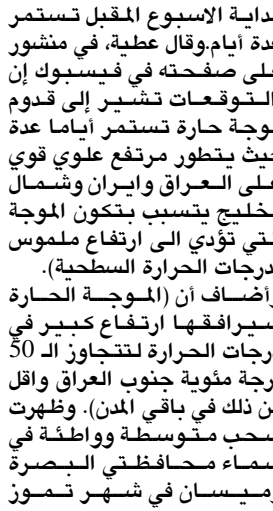 بداية الاسبوع المقبل تستمر
عدة أيام.وقال عطية، في منشور
على صفحته في فيسبوك إن
التوقعات تشير إلى قدوم
موجة حارة تستمر أياما عدة
حيث يتطور مرتفع علوي قوي
على العراق وايران وشمال
الخليج يتسبب بتكون الموجة
التي تؤدي الى ارتفاع ملموس
بدرجات الحرارة السطحية).
وأضاف أن (الموجة الحارة
سيرافقها ارتفاع كبير في
درجات الحرارة لتتجاوز الـ 50
درجة مئوية جنوب العراق واقل
من ذلك في باقي المدن). وظهرت
سحب متوسطة وواطئة في
سماء محافظتي البصرة
وميسان في شهر تموز